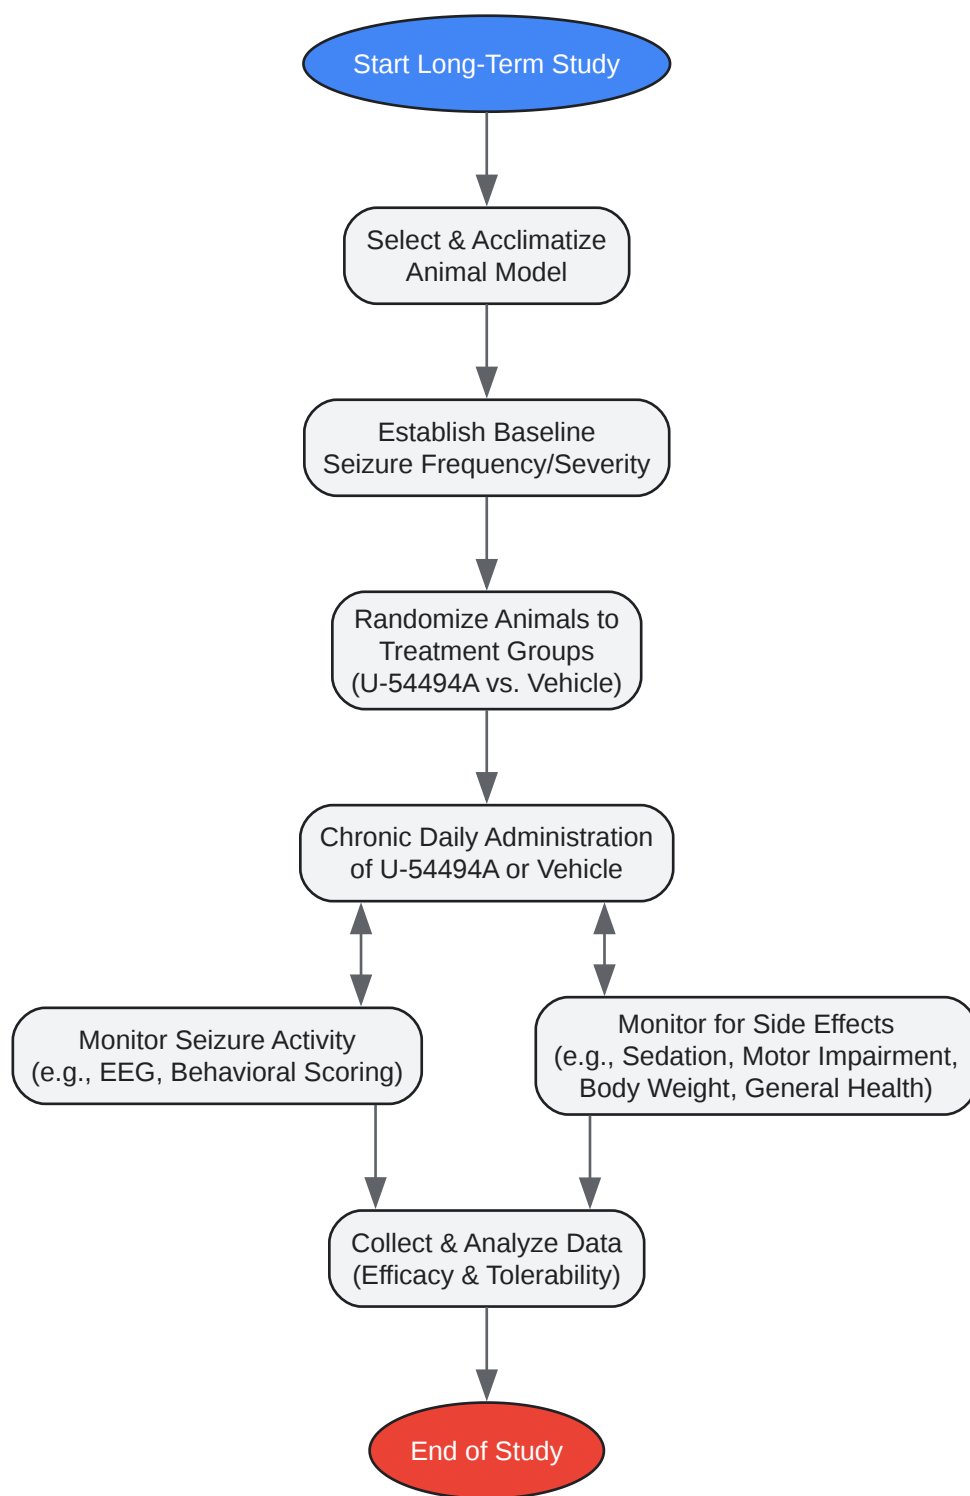 Start Long-Term Study
Select & Acclimatize
Animal Model
Establish Baseline
Seizure Frequency/Severity
Randomize Animals to
Treatment Groups
(U-54494A vs. Vehicle)
Chronic Daily Administration
of U-54494A or Vehicle
Monitor Seizure Activity
(e.g., EEG, Behavioral Scoring)
Monitor for Side Effects
(e.g., Sedation, Motor Impairment,
Body Weight, General Health)
Collect & Analyze Data
(Efficacy & Tolerability)
End of Study